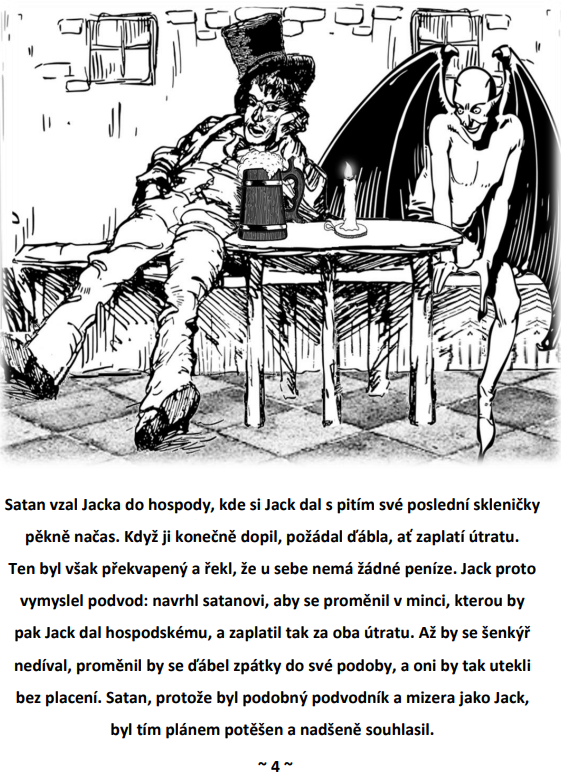 Satan vzal Jacka do hospody, kde si Jack dal s pitím své poslední skleničky
pěkně načas. Když ji konečně dopil, požádal ďábla, ať zaplatí útratu.
Ten byl však překvapený a řekl, že u sebe nemá žádné peníze. Jack proto
vymyslel podvod: navrhl satanovi, aby se proměnil v minci, kterou by
pak Jack dal hospodskému, a zaplatil tak za oba útratu. Až by se šenkýř
nedíval, proměnil by se ďábel zpátky do své podoby, a oni by tak utekli
bez placení. Satan, protože byl podobný podvodník a mizera jako Jack,
byl tím plánem potěšen a nadšeně souhlasil.
~ 4 ~